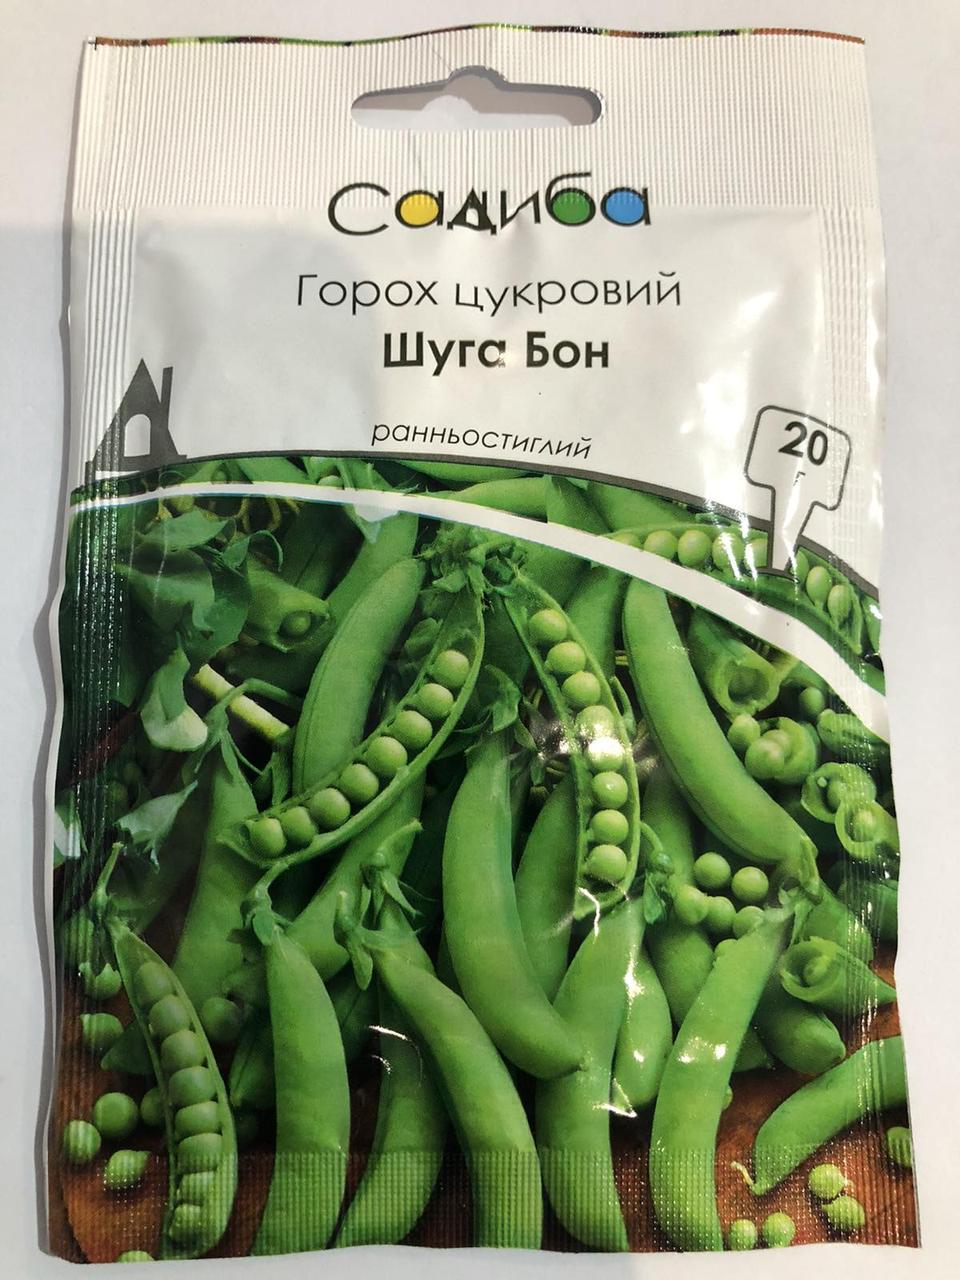 Садиба
Горох цукровий
Шуга Бон
ранньостиглий
20
г